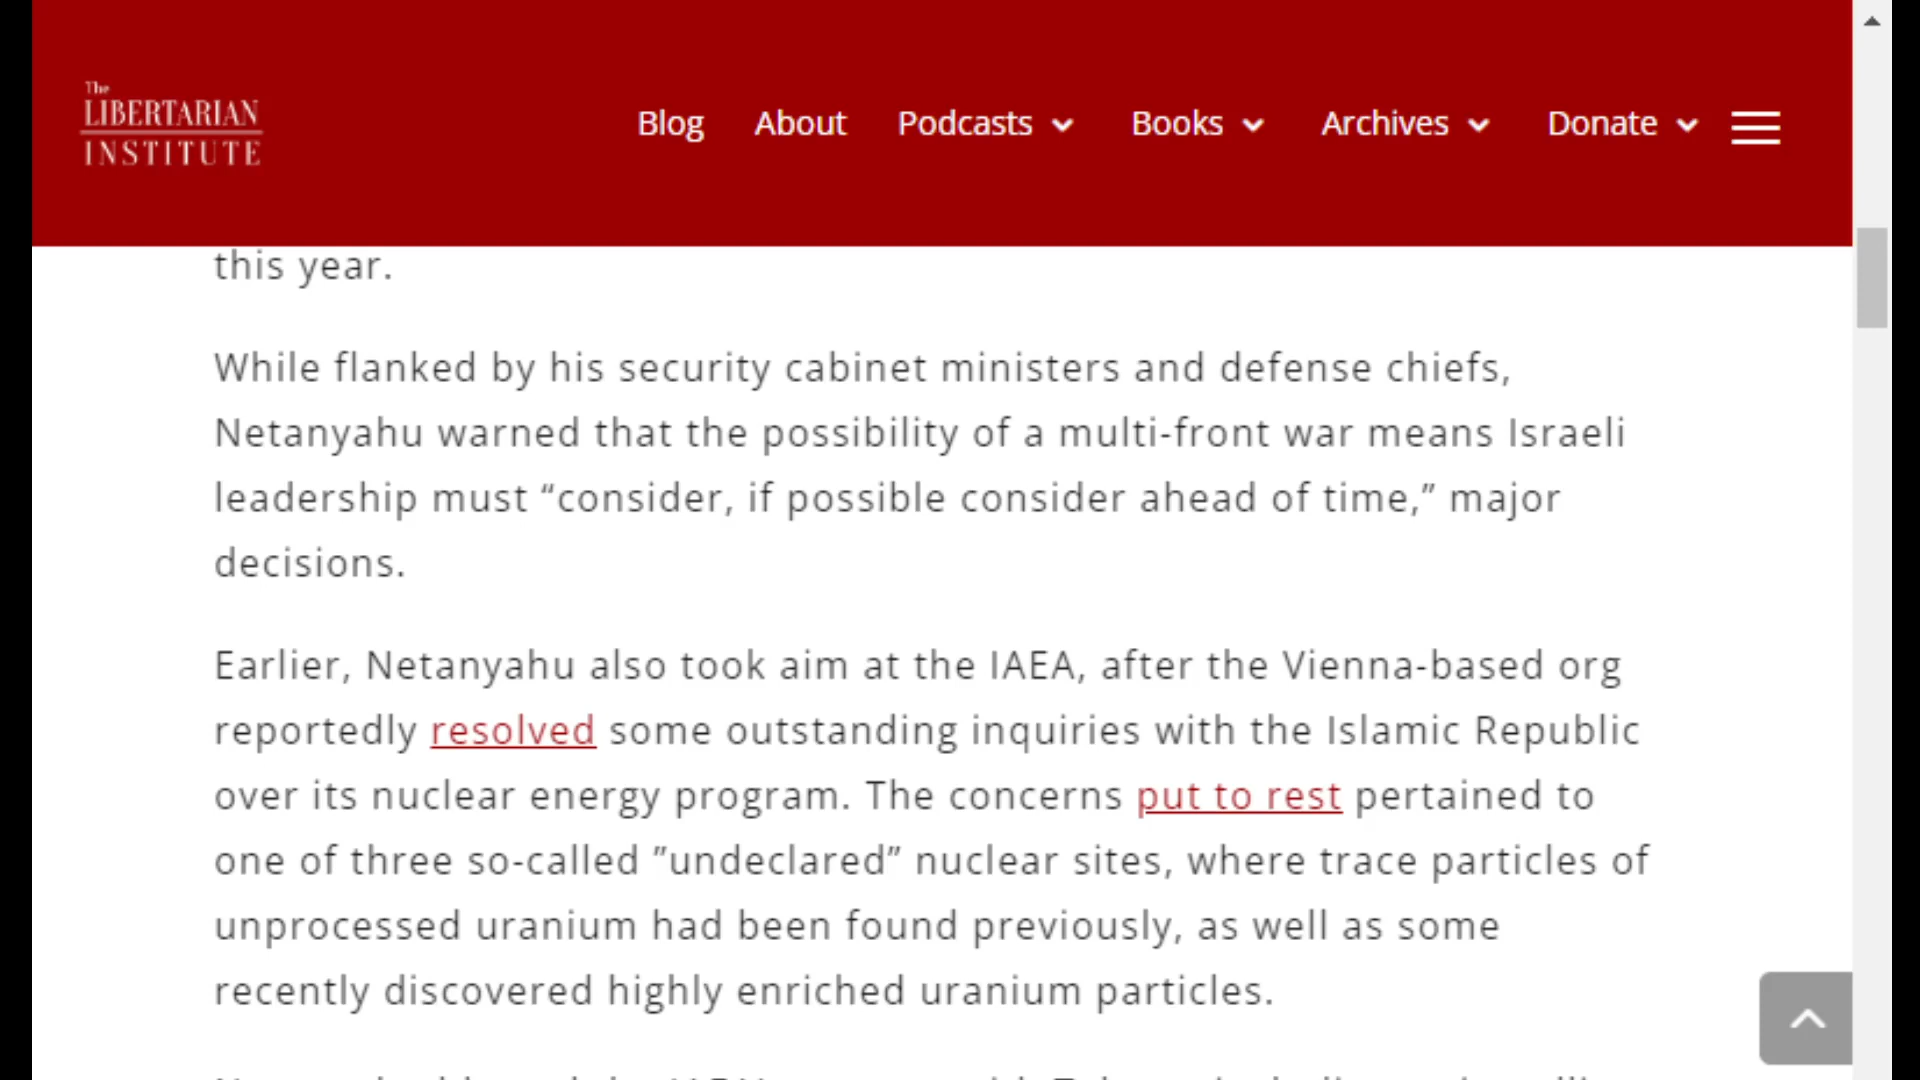 The
LIBERTARIAN
INSTITUTE
Blog About Podcasts Books Archives Donate
this year.
While flanked by his security cabinet ministers and defense chiefs,
Netanyahu warned that the possibility of a multi-front war means Israeli
leadership must “consider, if possible consider ahead of time,” major
decisions.
Earlier, Netanyahu also took aim at the IAEA, after the Vienna-based org
reportedly resolved some outstanding inquiries with the Islamic Republic
over its nuclear energy program. The concerns put to rest pertained to
one of three so-called ”undeclared” nuclear sites, where trace particles of
unprocessed uranium had been found previously, as well as some
recently discovered highly enriched uranium particles.